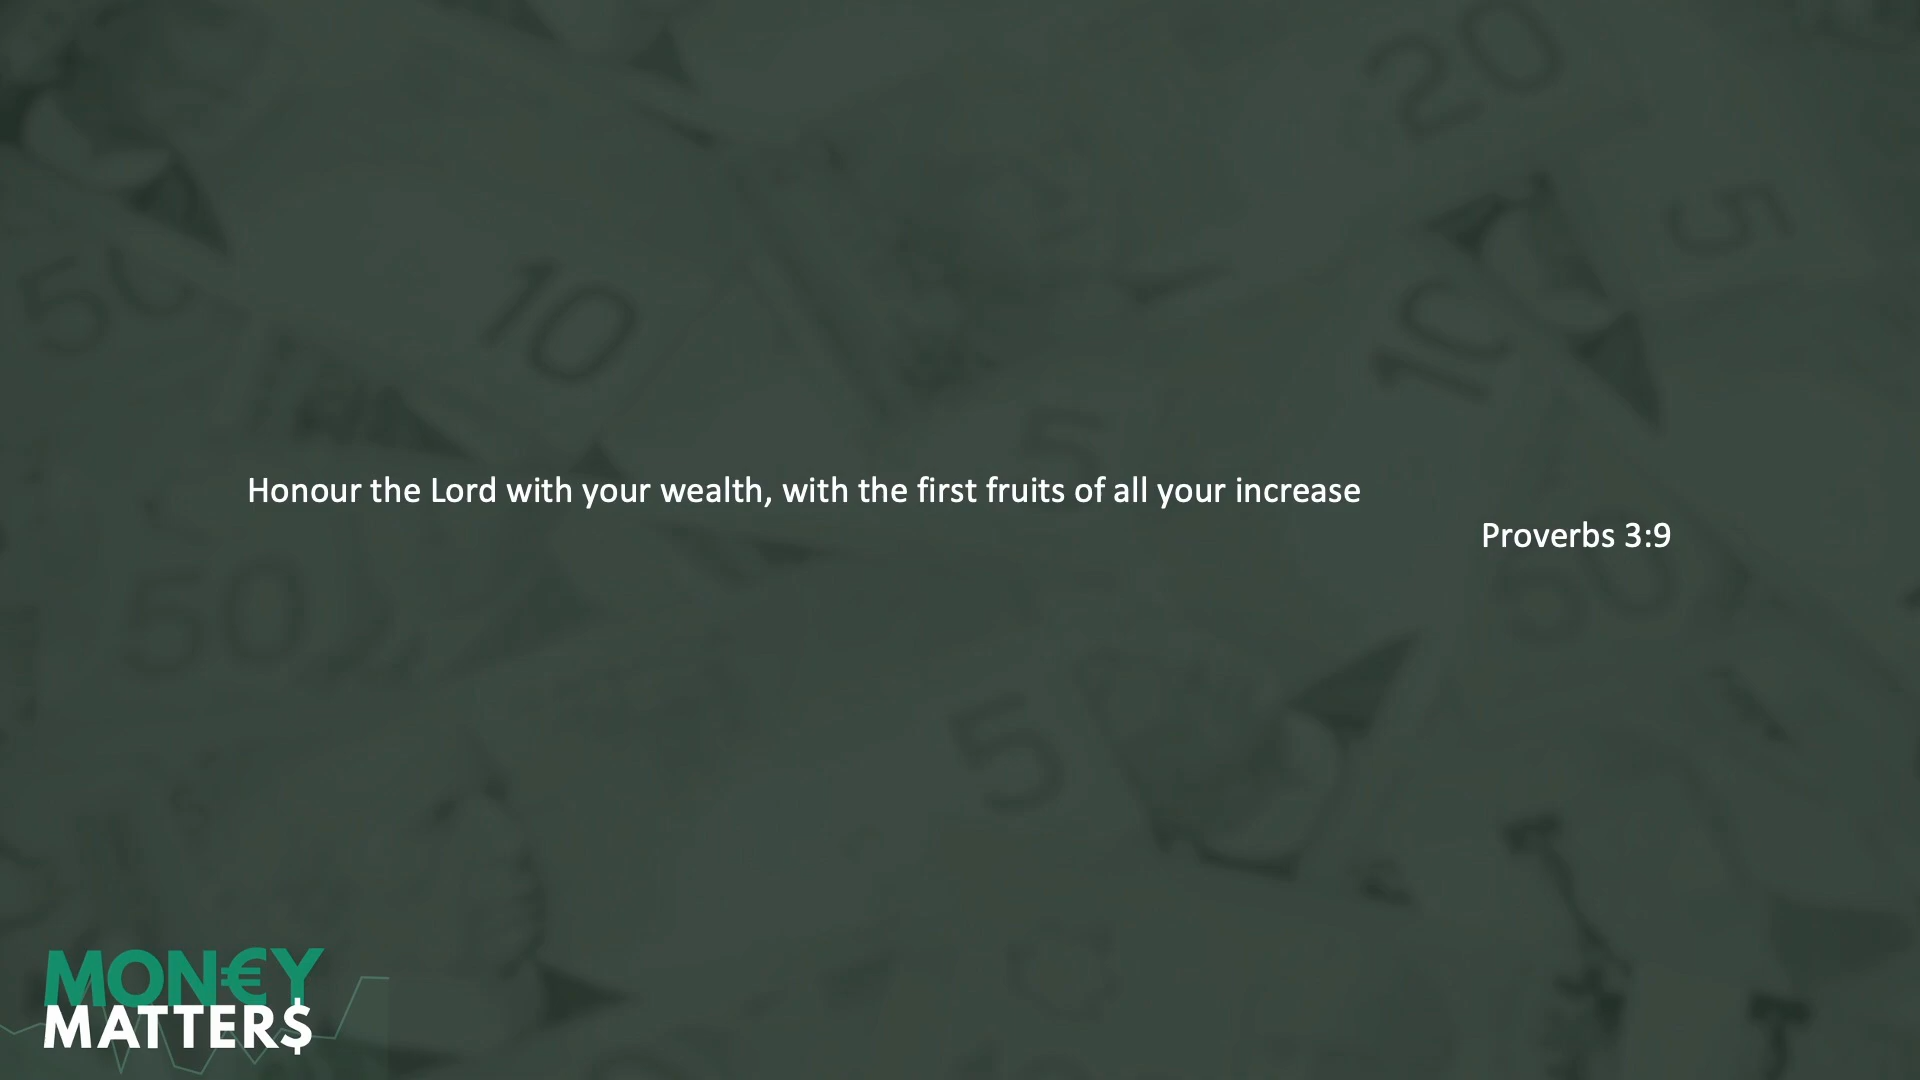 Honour the Lord with your wealth, with the first fruits of all your increase
Proverbs 3:9
MON€Y
MATTER$